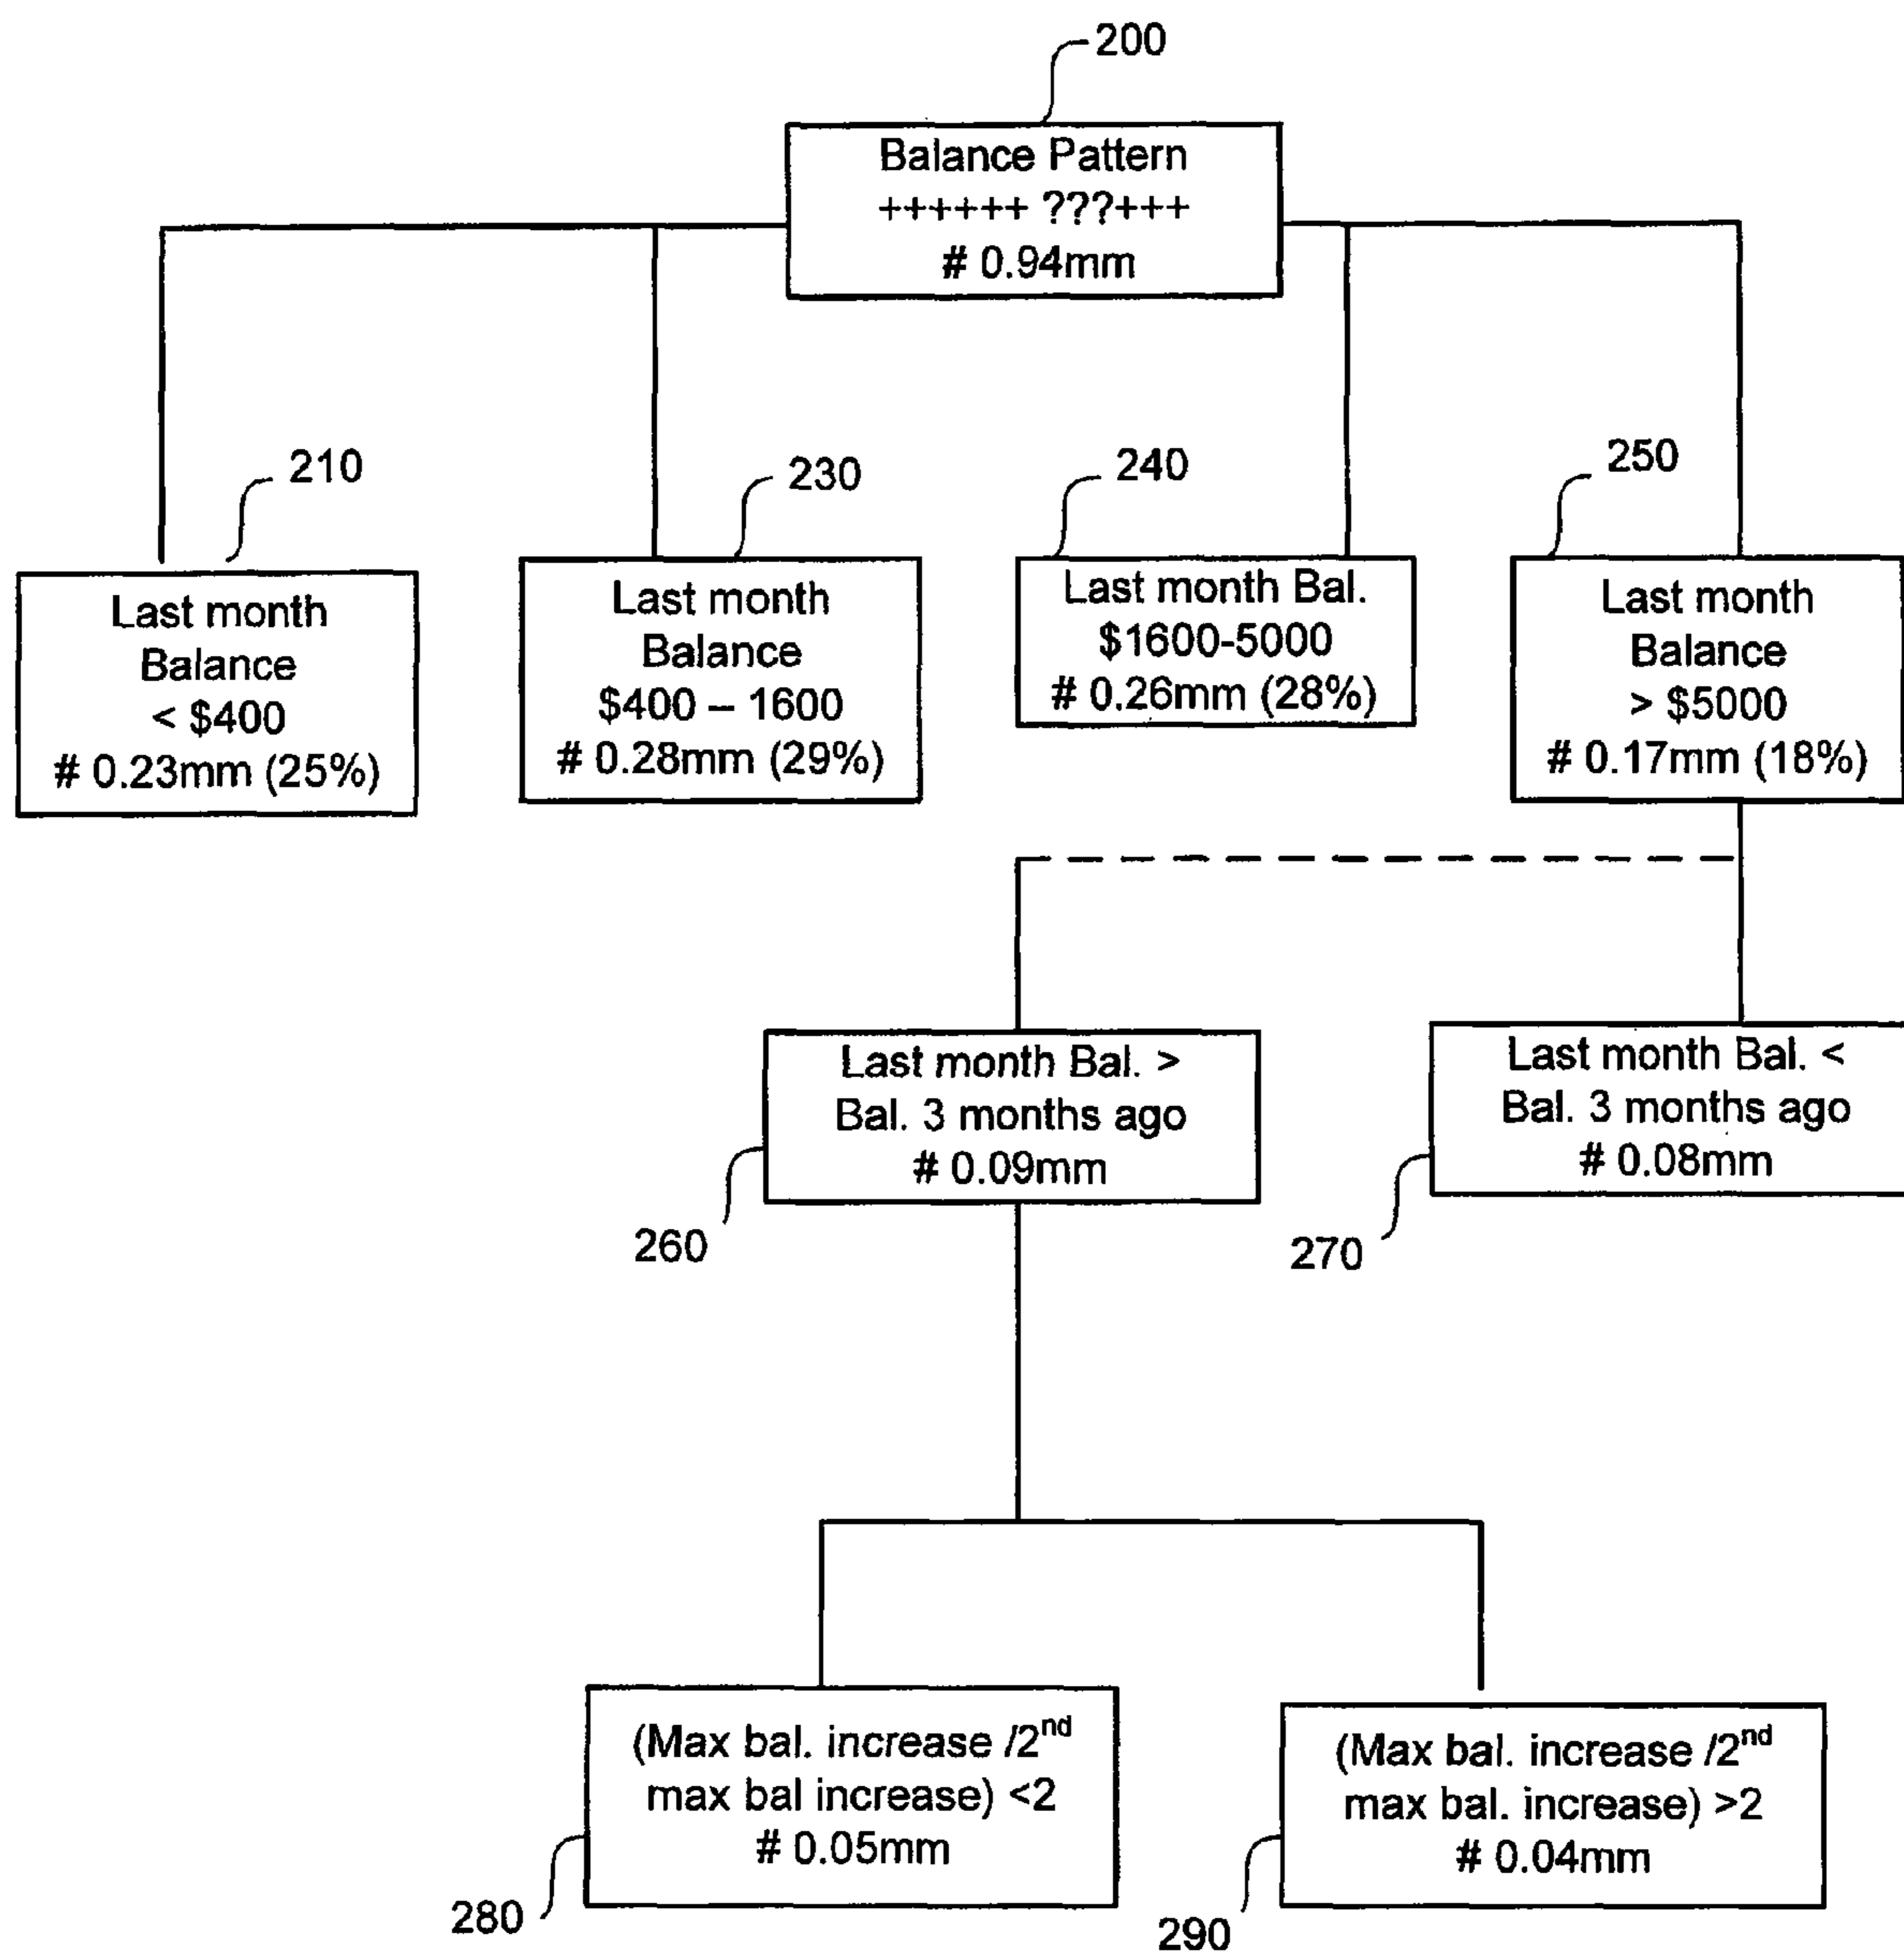 200
Balance Pattern
++++++ ???+++
# 0.94mm
210
Last month
Balance
< $400
# 0.23mm (25%)
230
Last month
Balance
$400 – 1600
# 0.28mm (29%)
240
Last month Bal.
$1600-5000
# 0.26mm (28%)
250
Last month
Balance
> $5000
# 0.17mm (18%)
Last month Bal. >
Bal. 3 months ago
# 0.09mm
260
Last month Bal. <
Bal. 3 months ago
# 0.08mm
270
(Max bal. increase /2nd
max bal increase) <2
# 0.05mm
280
(Max bal. increase /2nd
max bal. increase) >2
# 0.04mm
290